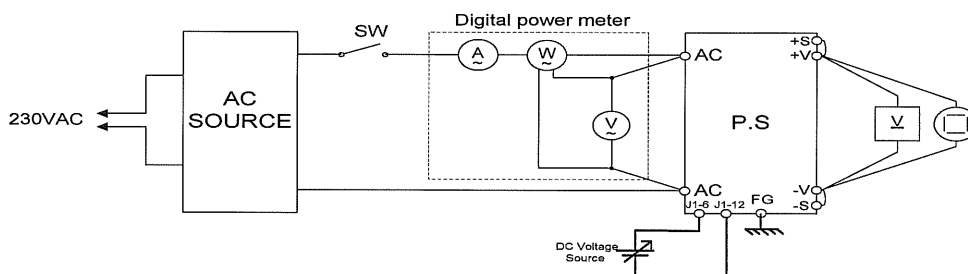 Digital power meter
SW
A
~
W
~
V
~
AC
AC
+S
+V
-V
-S
230VAC
AC
SOURCE
P.S
V
J1-6
J1-12
FG
DC Voltage
Source